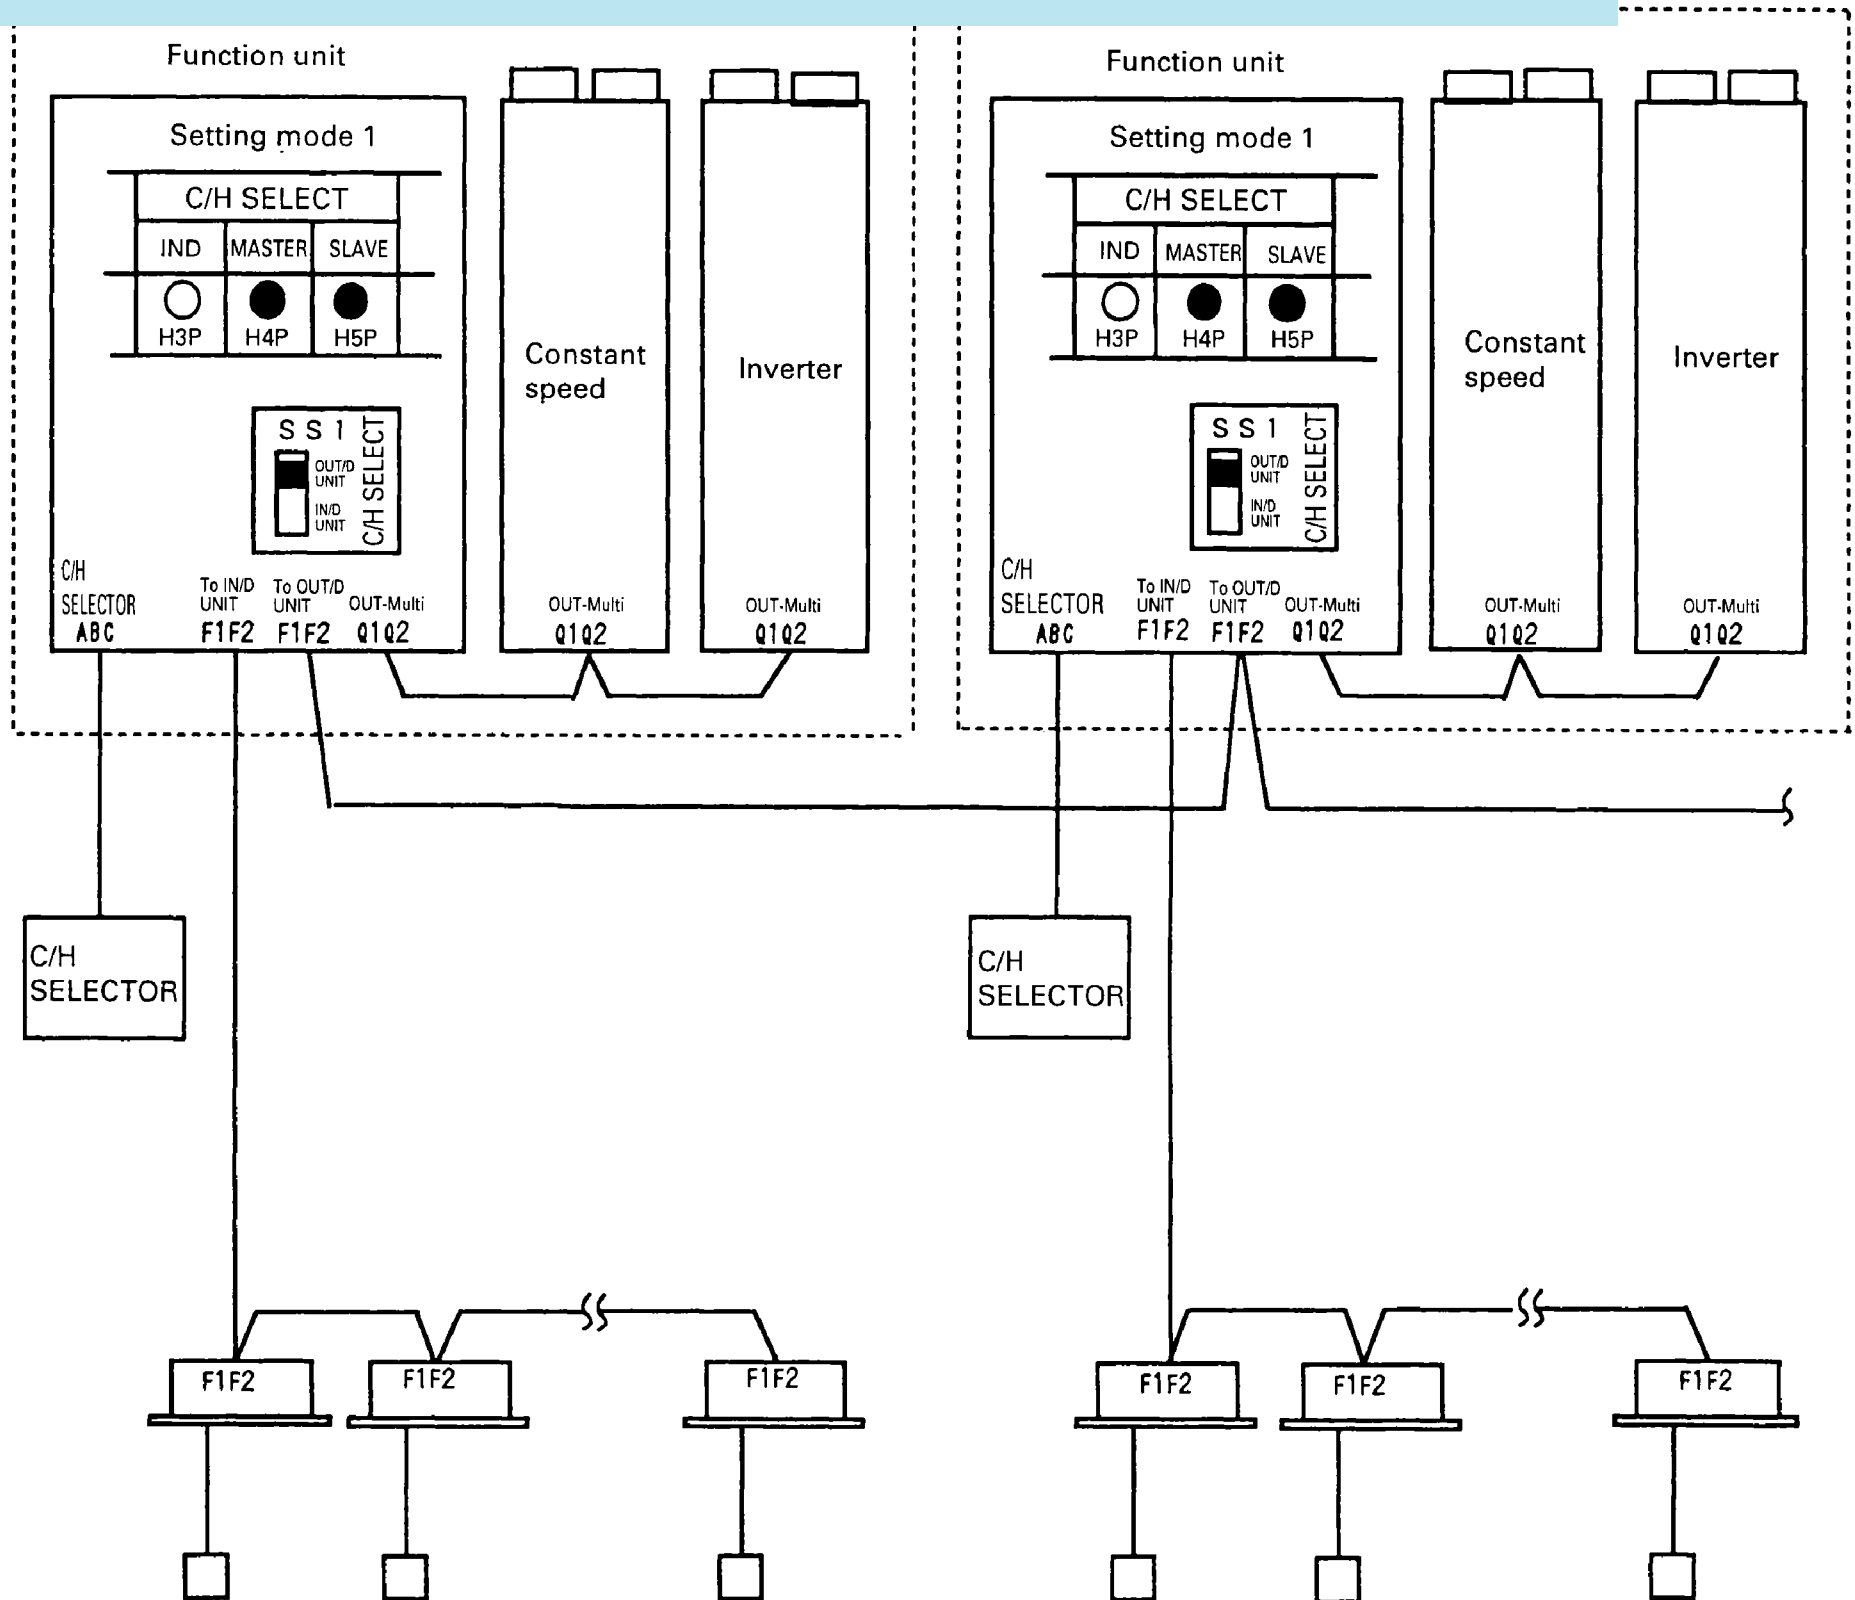 Function unit
Setting mode 1
C/H SELECT
IND MASTER SLAVE
H3P H4P H5P
S S 1
OUT/D
UNIT
IN/D
UNIT
C/H SELECT
C/H
SELECTOR
ABC
To IN/D
UNIT
F1F2
To OUT/D
UNIT
F1F2
OUT-Multi
Q1Q2
Constant
speed
OUT-Multi
Q1Q2
Inverter
OUT-Multi
Q1Q2
Function unit
Setting mode 1
C/H SELECT
IND MASTER SLAVE
H3P H4P H5P
S S 1
OUT/D
UNIT
IN/D
UNIT
C/H SELECT
C/H
SELECTOR
ABC
To IN/D
UNIT
F1F2
To OUT/D
UNIT
F1F2
OUT-Multi
Q1Q2
Constant
speed
OUT-Multi
Q1Q2
Inverter
OUT-Multi
Q1Q2
C/H
SELECTOR
C/H
SELECTOR
F1F2
F1F2
F1F2
F1F2
F1F2
F1F2